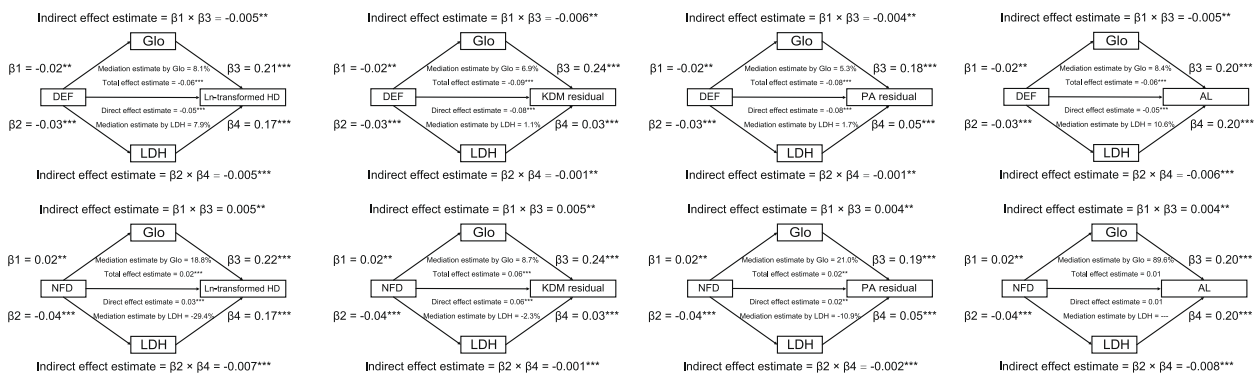 Indirect effect estimate = β1 × β3 = -0.005**
Glo
β1 = -0.02**
Mediation estimate by Glo = 8.1%
β3 = 0.21***
Total effect estimate = -0.06***
DEF
Ln-transformed HD
Direct effect estimate = -0.05***
β2 = -0.03***
Mediation estimate by LDH = 7.9%
β4 = 0.17***
LDH
Indirect effect estimate = β2 × β4 = -0.005***
Indirect effect estimate = β1 × β3 = -0.006**
Glo
β1 = -0.02**
Mediation estimate by Glo = 6.9%
β3 = 0.24***
Total effect estimate = -0.09***
DEF
KDM residual
Direct effect estimate = -0.08***
β2 = -0.03***
Mediation estimate by LDH = 1.1%
β4 = 0.03***
LDH
Indirect effect estimate = β2 × β4 = -0.001**
Indirect effect estimate = β1 × β3 = -0.004**
Glo
β1 = -0.02**
Mediation estimate by Glo = 5.3%
β3 = 0.18***
Total effect estimate = -0.08***
DEF
PA residual
Direct effect estimate = -0.08***
β2 = -0.03***
Mediation estimate by LDH = 1.7%
β4 = 0.05***
LDH
Indirect effect estimate = β2 × β4 = -0.001**
Indirect effect estimate = β1 × β3 = -0.005**
Glo
β1 = -0.02**
Mediation estimate by Glo = 8.4%
β3 = 0.20***
Total effect estimate = -0.06***
DEF
AL
Direct effect estimate = -0.05***
β2 = -0.03***
Mediation estimate by LDH = 10.6%
β4 = 0.20***
LDH
Indirect effect estimate = β2 × β4 = -0.006***
Indirect effect estimate = β1 × β3 = 0.005**
Glo
β1 = 0.02**
Mediation estimate by Glo = 18.8%
β3 = 0.22***
Total effect estimate = 0.02***
NFD
Ln-transformed HD
Direct effect estimate = 0.03***
β2 = -0.04***
Mediation estimate by LDH = -29.4%
β4 = 0.17***
LDH
Indirect effect estimate = β2 × β4 = -0.007***
Indirect effect estimate = β1 × β3 = 0.005**
Glo
β1 = 0.02**
Mediation estimate by Glo = 8.7%
β3 = 0.24***
Total effect estimate = 0.06***
NFD
KDM residual
Direct effect estimate = 0.06***
β2 = -0.04***
Mediation estimate by LDH = -2.3%
β4 = 0.03***
LDH
Indirect effect estimate = β2 × β4 = -0.001***
Indirect effect estimate = β1 × β3 = 0.004**
Glo
β1 = 0.02**
Mediation estimate by Glo = 21.0%
β3 = 0.19***
Total effect estimate = 0.02**
NFD
PA residual
Direct effect estimate = 0.02**
β2 = -0.04***
Mediation estimate by LDH = -10.9%
β4 = 0.05***
LDH
Indirect effect estimate = β2 × β4 = -0.002***
Indirect effect estimate = β1 × β3 = 0.004**
Glo
β1 = 0.02**
Mediation estimate by Glo = 89.6%
β3 = 0.20***
Total effect estimate = 0.01
NFD
AL
Direct effect estimate = 0.01
β2 = -0.04***
Mediation estimate by LDH = ---
β4 = 0.20***
LDH
Indirect effect estimate = β2 × β4 = -0.008***